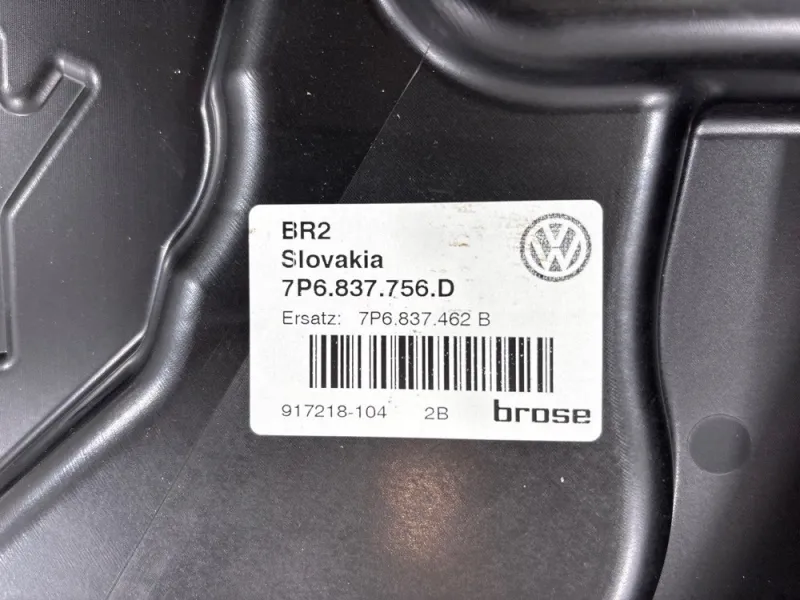 BR2
Slovakia
7P6.837.756.D
Ersatz: 7P6.837.462 B
917218-104 2B brose